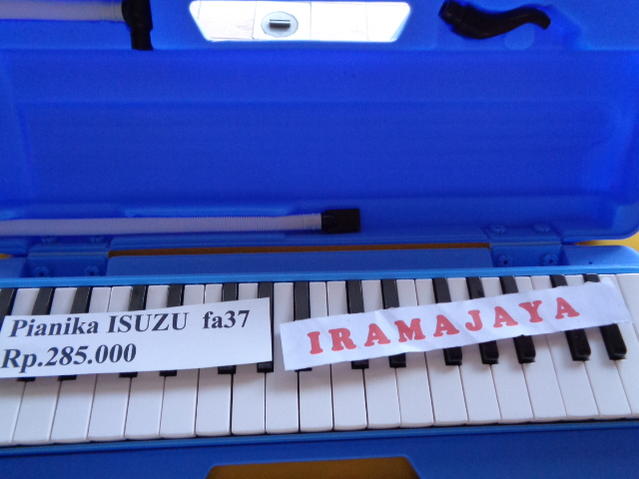 Pianika ISUZU fa37
Rp.285.000
IRAMAJAYA